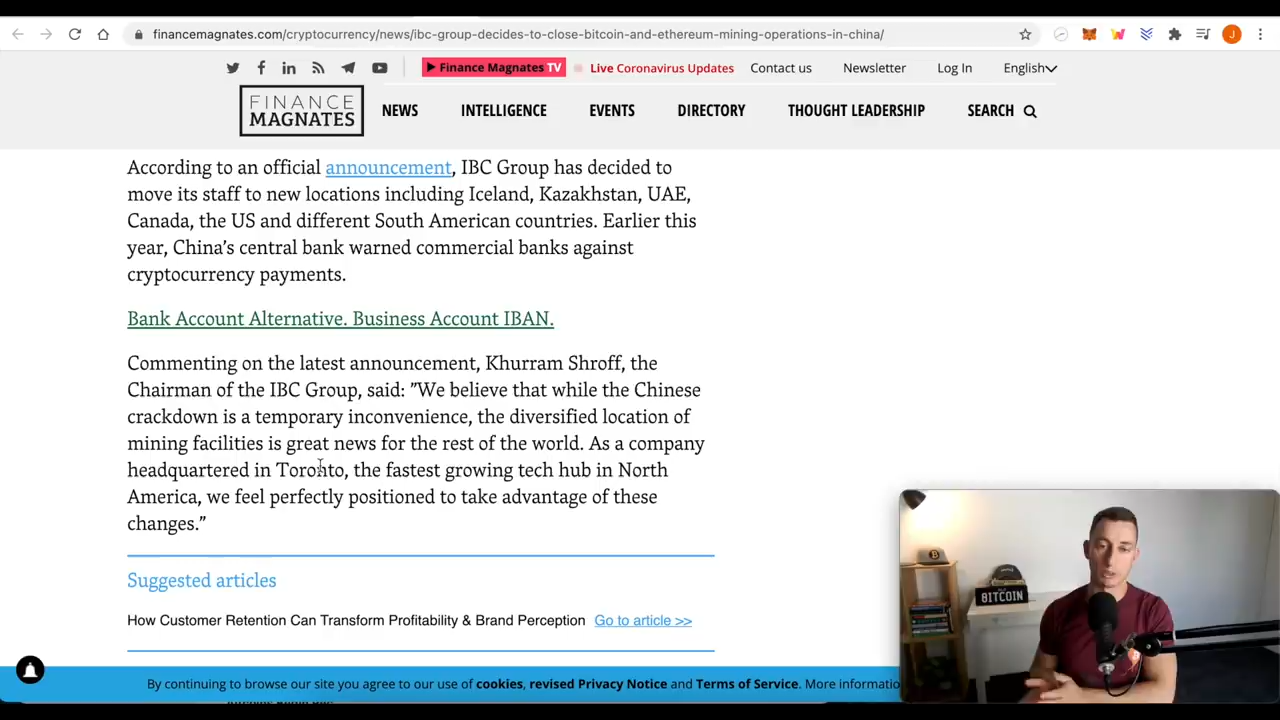 financemagnates.com/cryptocurrency/news/ibc-group-decides-to-close-bitcoin-and-ethereum-mining-operations-in-china/
J
Finance Magnates TV
Live Coronavirus Updates
Contact us
Newsletter
Log In
English
FINANCE
MAGNATES
NEWS
INTELLIGENCE
EVENTS
DIRECTORY
THOUGHT LEADERSHIP
SEARCH
According to an official announcement, IBC Group has decided to
move its staff to new locations including Iceland, Kazakhstan, UAE,
Canada, the US and different South American countries. Earlier this
year, China’s central bank warned commercial banks against
cryptocurrency payments.
Bank Account Alternative. Business Account IBAN.
Commenting on the latest announcement, Khurram Shroff, the
Chairman of the IBC Group, said: ”We believe that while the Chinese
crackdown is a temporary inconvenience, the diversified location of
mining facilities is great news for the rest of the world. As a company
headquartered in Toronto, the fastest growing tech hub in North
America, we feel perfectly positioned to take advantage of these
changes.”
Suggested articles
How Customer Retention Can Transform Profitability & Brand Perception Go to article >>
By continuing to browse our site you agree to our use of cookies, revised Privacy Notice and Terms of Service. More informatio
BITCOIN